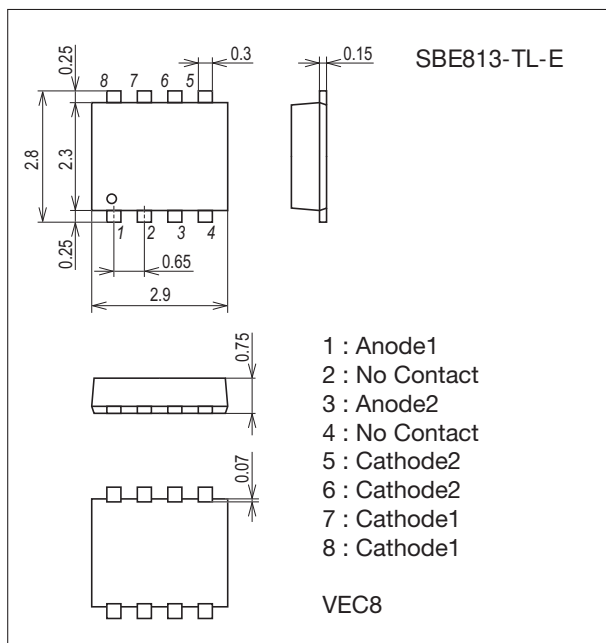 SBE813-TL-E
0.25
8 7 6 5
0.3
0.15
2.8
2.3
0.25
1 2 3 4
0.65
2.9
0.75
0.07
1 : Anode1
2 : No Contact
3 : Anode2
4 : No Contact
5 : Cathode2
6 : Cathode2
7 : Cathode1
8 : Cathode1
VEC8